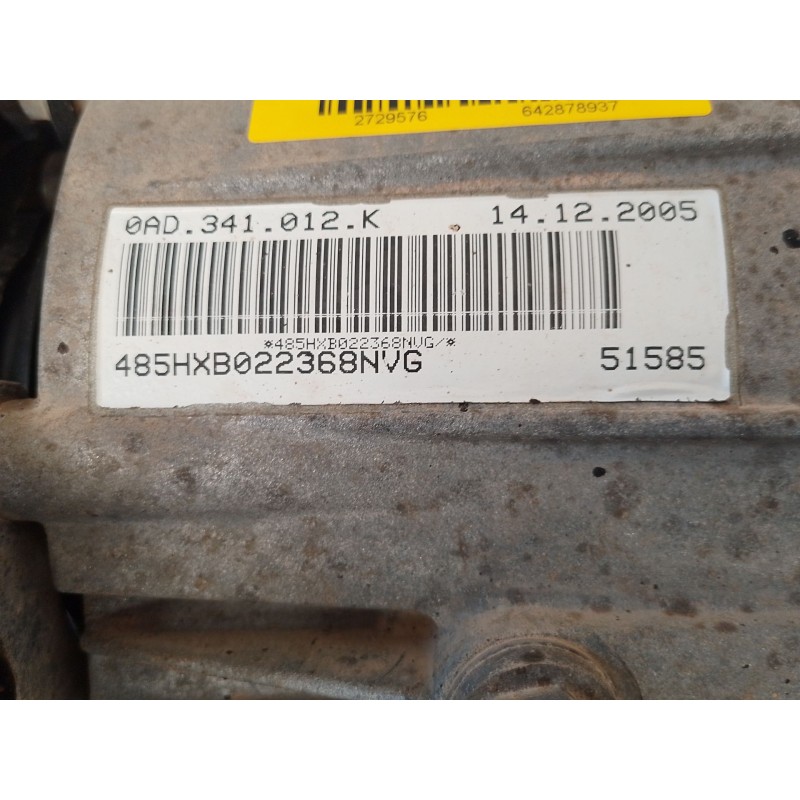 2729576 642878937
0AD.341.012.K 14.12.2005
*485HXB022368NVG/*
485HXB022368NVG 51585